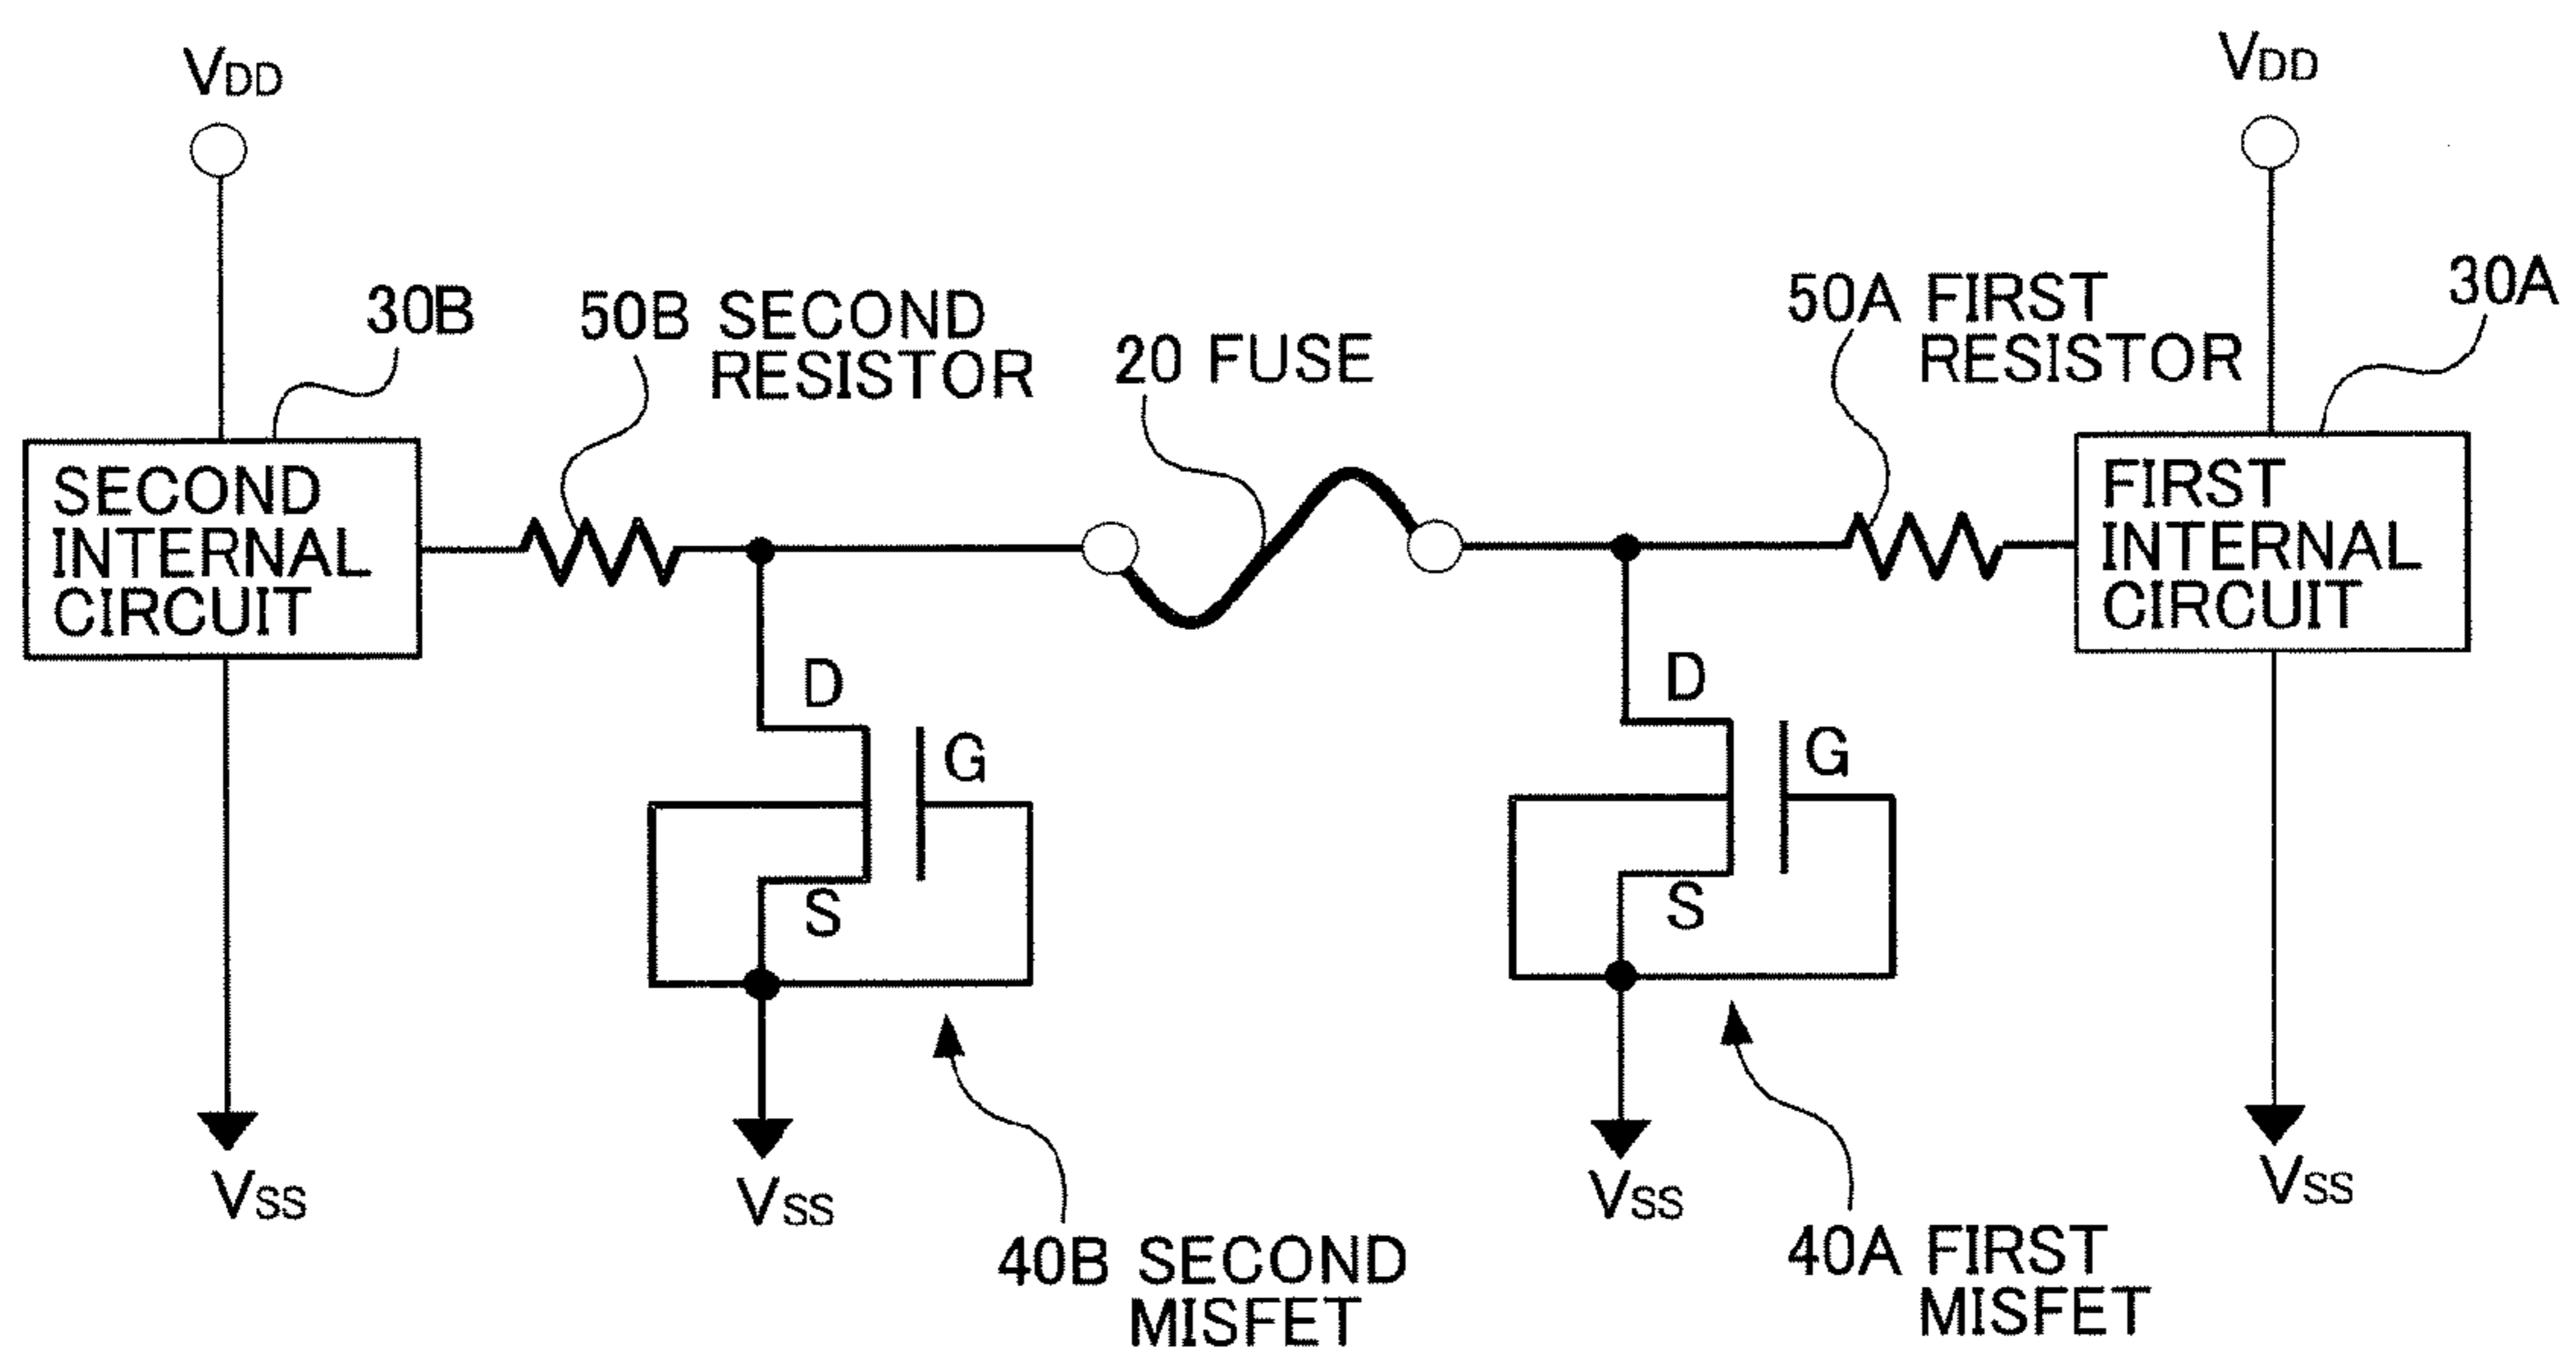 VDD
VDD
30B
50B SECOND
RESISTOR
20 FUSE
50A FIRST
RESISTOR
30A
SECOND
INTERNAL
CIRCUIT
FIRST
INTERNAL
CIRCUIT
D
G
S
D
G
S
VSS
VSS
VSS
VSS
40B SECOND
MISFET
40A FIRST
MISFET